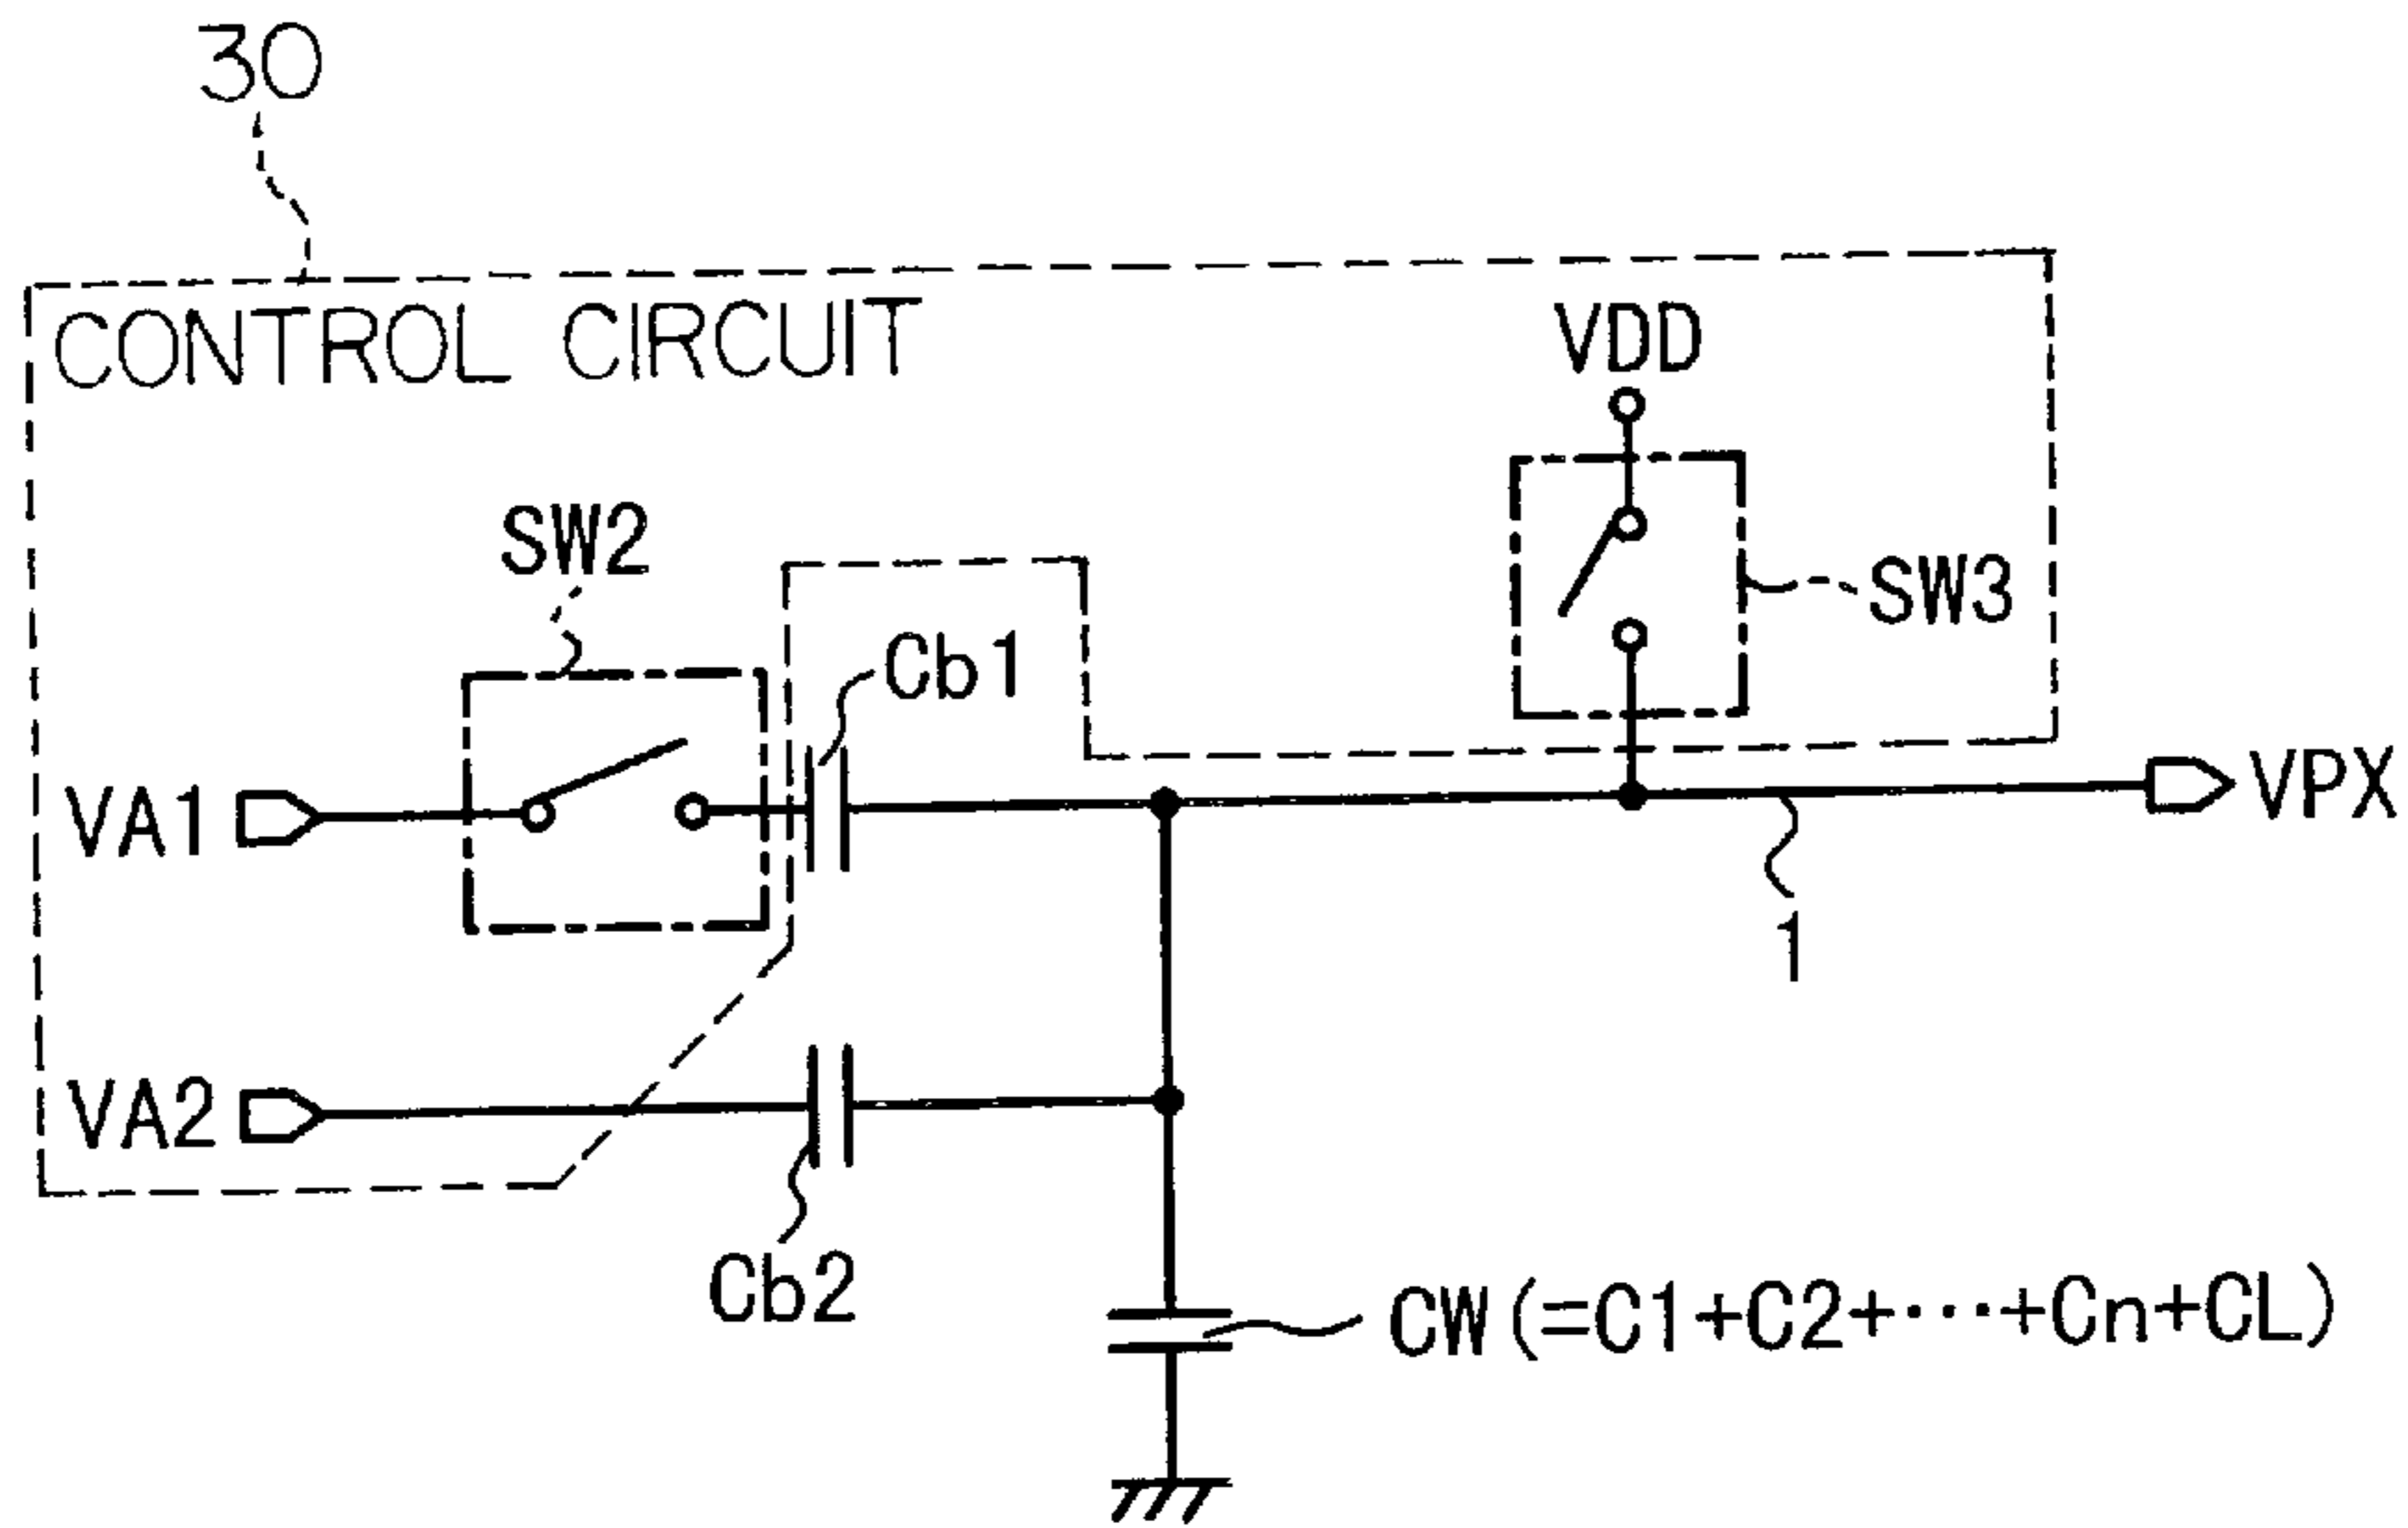 30
CONTROL CIRCUIT
VDD
SW2
SW3
Cb1
VA1
VPX
1
VA2
Cb2
CW(=C1+C2+···+Cn+CL)